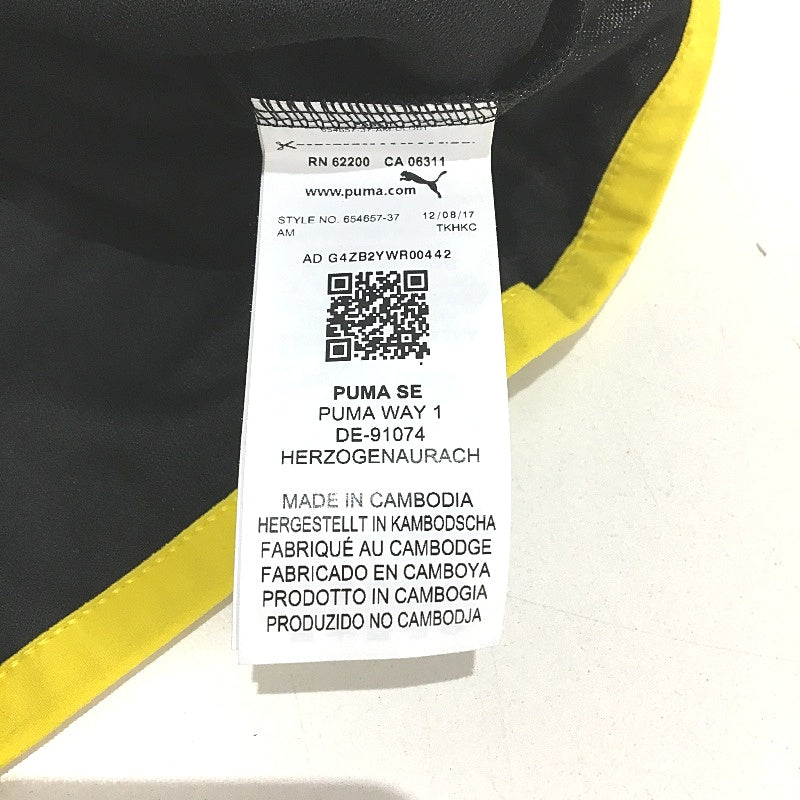 RN 62200 CA 06311
www.puma.com
STYLE NO. 654657-37 12/08/17
AM TKHKC
AD G4ZB2YWR00442
PUMA SE
PUMA WAY 1
DE-91074
HERZOGENAURACH
MADE IN CAMBODIA
HERGESTELLT IN KAMBODSCHA
FABRIQUÉ AU CAMBODGE
FABRICADO EN CAMBOYA
PRODOTTO IN CAMBOGIA
PRODUZIDO NO CAMBODJA